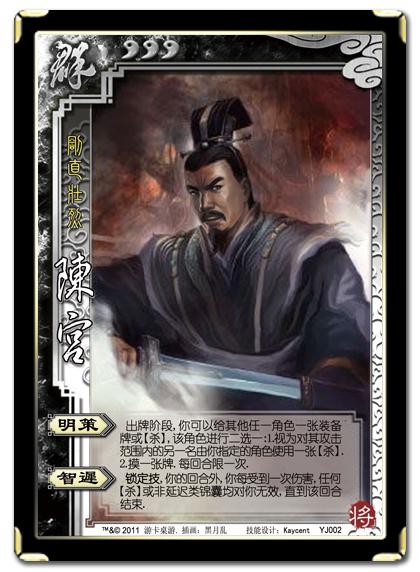 群
剛直壯烈
陳宮
明策
出牌阶段,你可以给其他任一角色一张装备
牌或【杀】,该角色进行二选一:1.视为对其攻击
范围内的另一名由你指定的角色使用一张【杀】.
2.摸一张牌.每回合限一次.
智遲
锁定技,你的回合外,你每受到一次伤害,任何
【杀】或非延迟类锦囊均对你无效,直到该回合
结束.
将
™&© 2011 游卡桌游.插画:黑月乱 技能设计:Kaycent YJ002